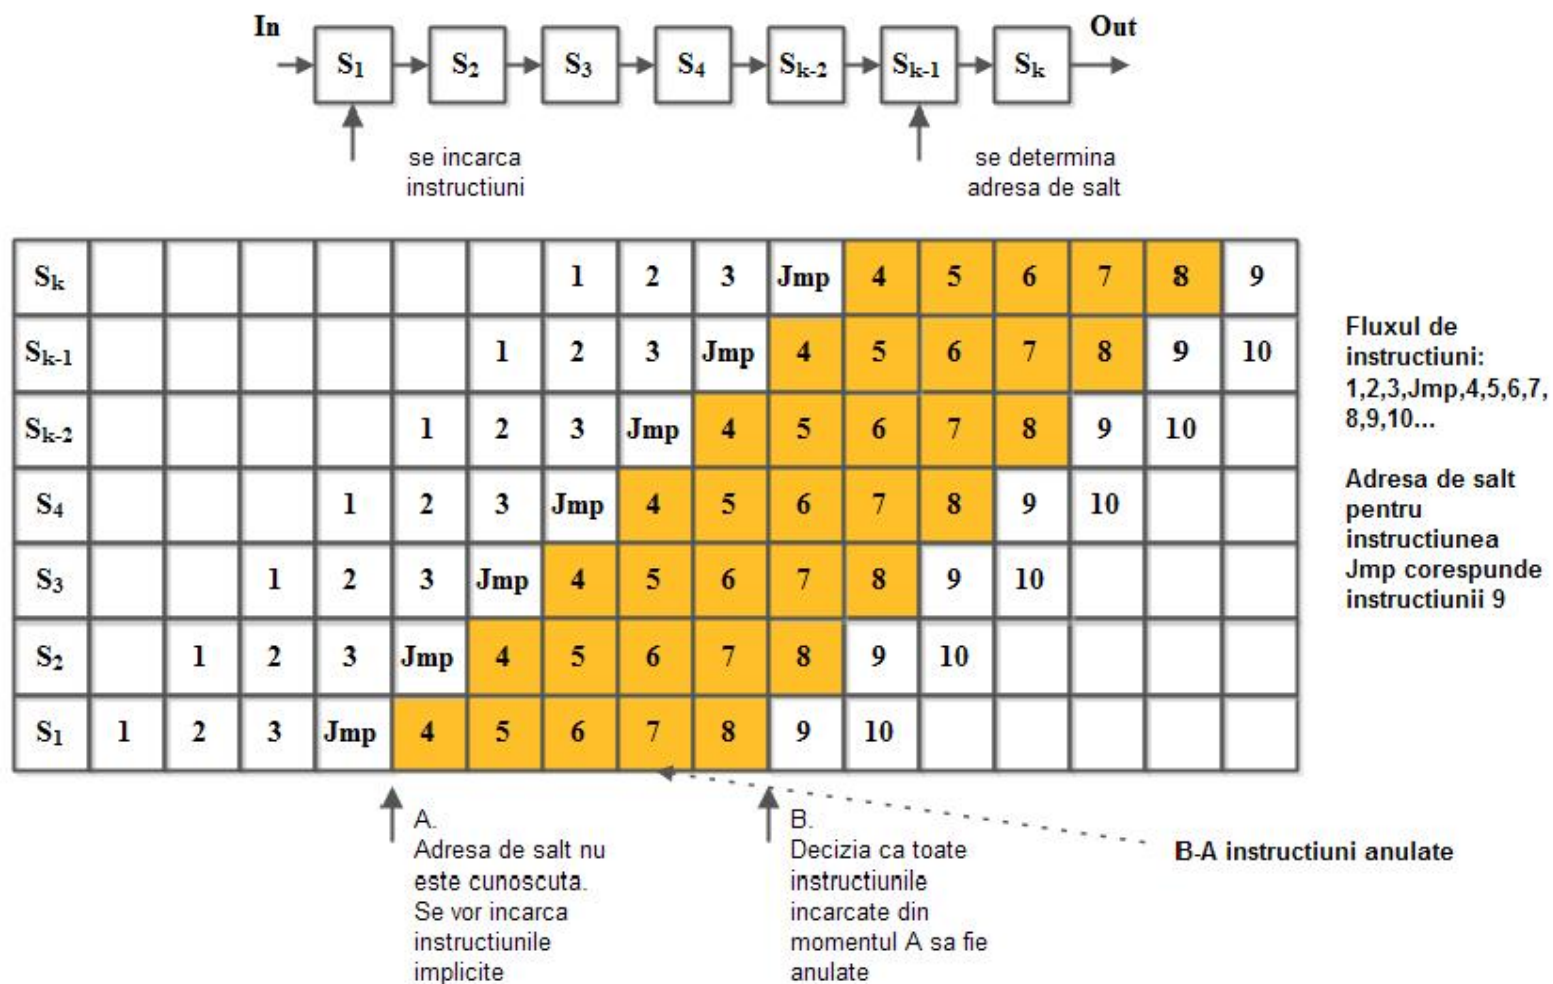 In
Out
S1 S2 S3 S4 Sk-2 Sk-1 Sk
se incarca
instructiuni
se determina
adresa de salt
Sk 1 2 3 Jmp 4 5 6 7 8 9
Sk-1 1 2 3 Jmp 4 5 6 7 8 9 10
Sk-2 1 2 3 Jmp 4 5 6 7 8 9 10
S4 1 2 3 Jmp 4 5 6 7 8 9 10
S3 1 2 3 Jmp 4 5 6 7 8 9 10
S2 1 2 3 Jmp 4 5 6 7 8 9 10
S1 1 2 3 Jmp 4 5 6 7 8 9 10
Fluxul de
instructiuni:
1,2,3,Jmp,4,5,6,7,
8,9,10...
Adresa de salt
pentru
instructiunea
Jmp corespunde
instructiunii 9
A.
Adresa de salt nu
este cunoscuta.
Se vor incarca
instructiunile
implicite
B.
Decizia ca toate
instructiunile
incarcate din
momentul A sa fie
anulate
B-A instructiuni anulate